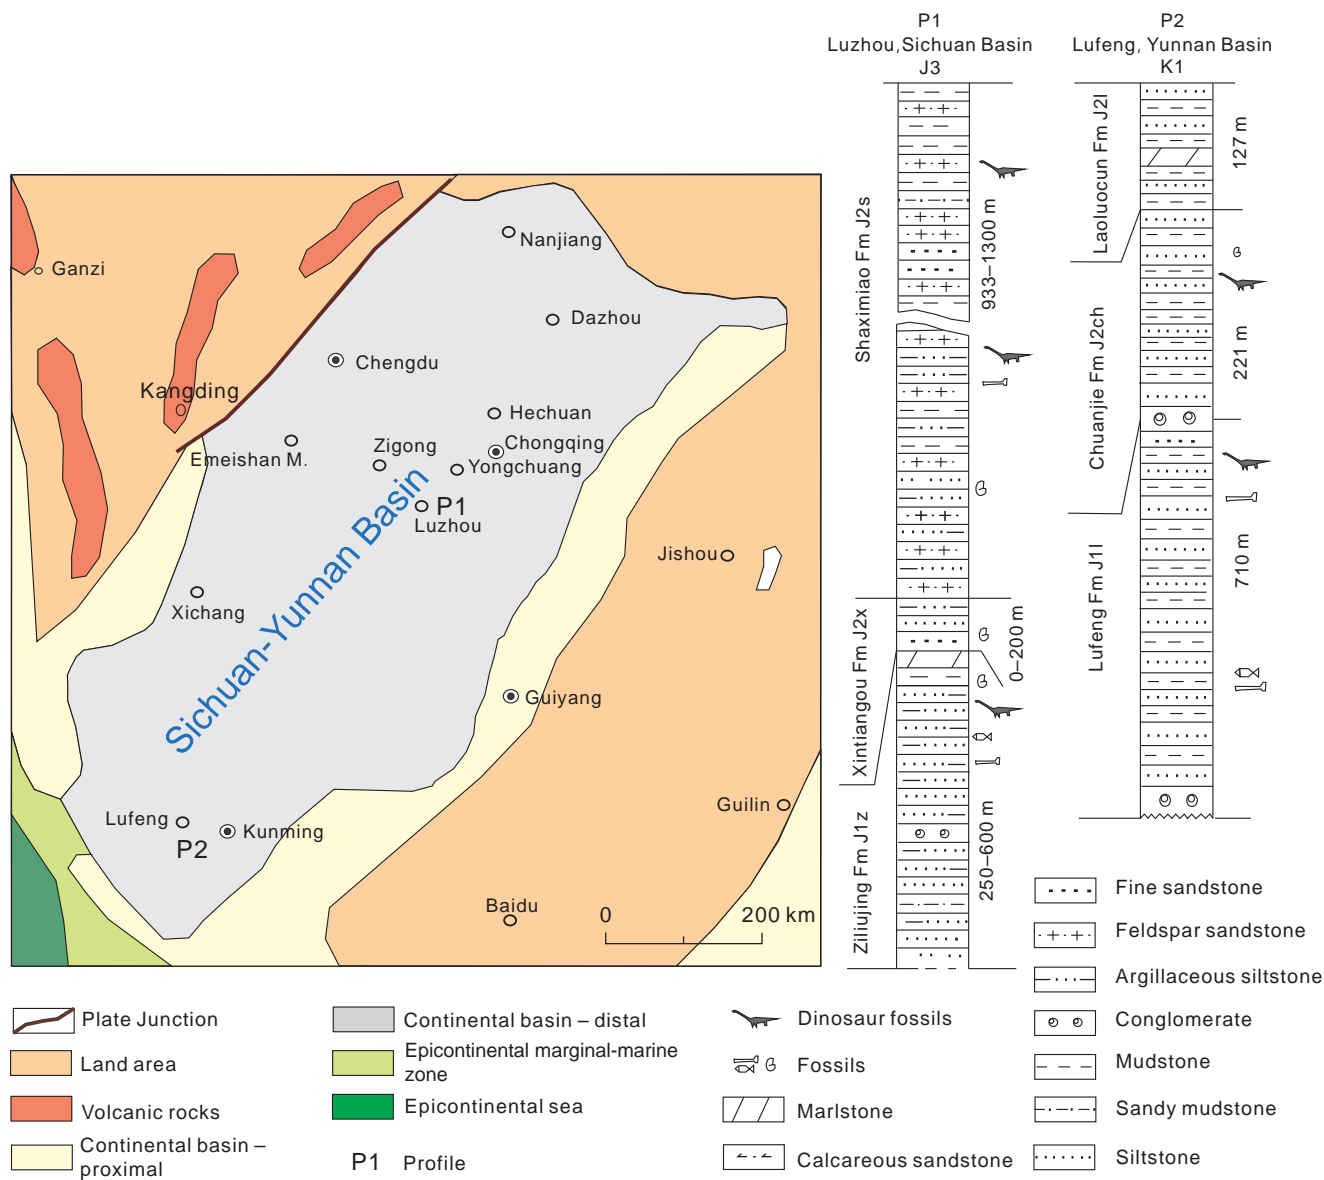 P1
Luzhou, Sichuan Basin
J3
P2
Lufeng, Yunnan Basin
K1
Ganzi
Nanjiang
Dazhou
Chengdu
Kangding
Hechuan
Chongqing
Emeishan M.
Zigong
Yongchuang
P1
Luzhou
Sichuan-Yunnan Basin
Jishou
Xichang
Guiyang
Guilin
Lufeng
Kunming
P2
Baidu
0
200 km
Shaximiao Fm J2s
933–1300 m
Xintiangou Fm J2x
0–200 m
Ziliujing Fm J1z
250–600 m
Laoluocun Fm J2l
127 m
Chuanjie Fm J2ch
221 m
Lufeng Fm J1l
710 m
Plate Junction
Land area
Volcanic rocks
Continental basin –
proximal
Continental basin – distal
Epicontinental marginal-marine
zone
Epicontinental sea
P1 Profile
Dinosaur fossils
Fossils
Marlstone
Calcareous sandstone
Fine sandstone
Feldspar sandstone
Argillaceous siltstone
Conglomerate
Mudstone
Sandy mudstone
Siltstone